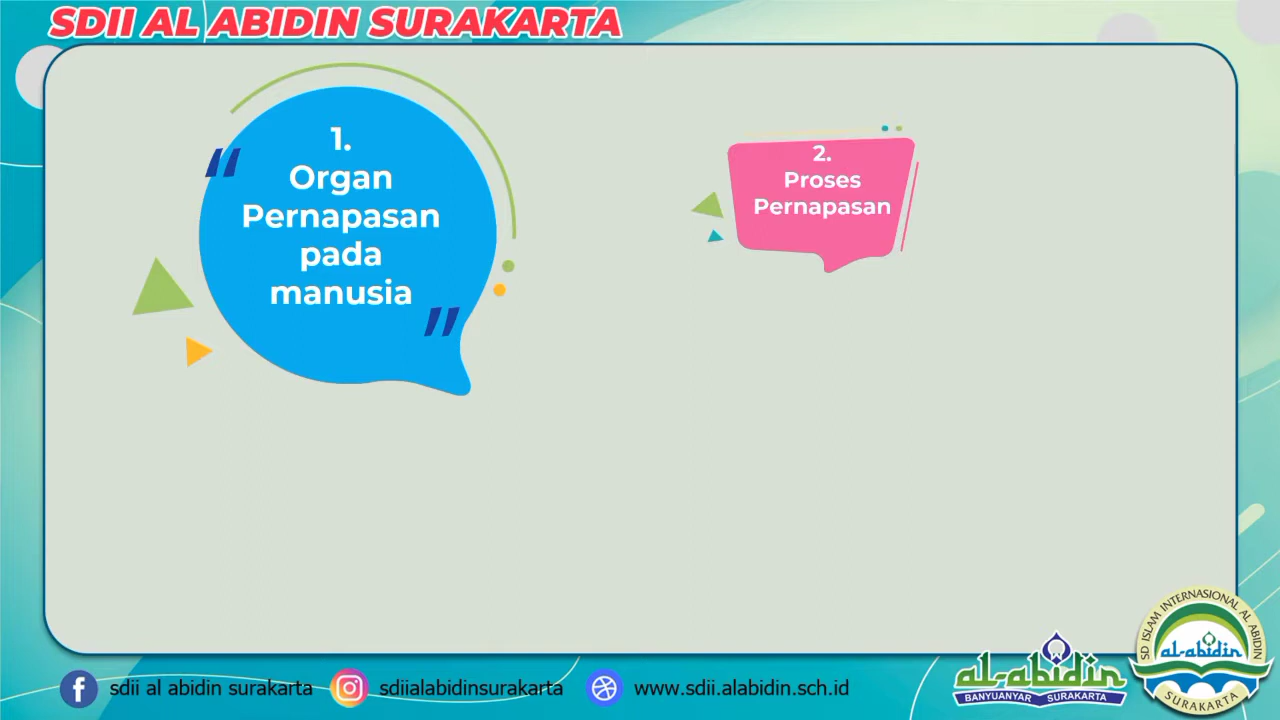 SDII AL ABIDIN SURAKARTA
1.
Organ
Pernapasan
pada
manusia
2.
Proses
Pernapasan
sdii al abidin surakarta
sdiialabidinsurakarta
www.sdii.alabidin.sch.id
al-abidin
BANYUANYAR SURAKARTA
SD ISLAM INTERNASIONAL AL ABIDIN
al-abidin
SURAKARTA